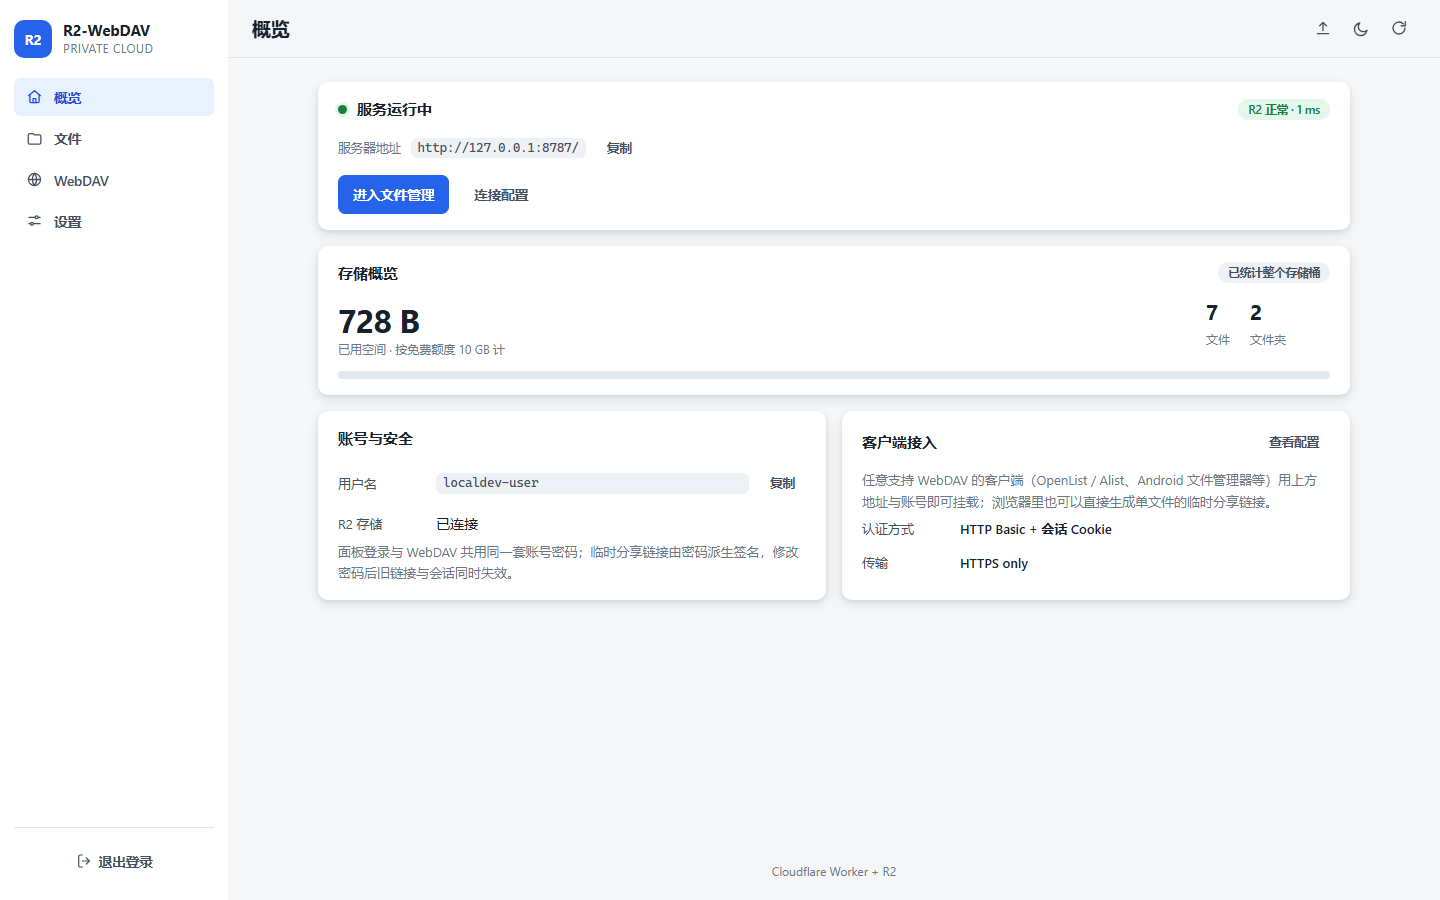 R2
R2-WebDAV
PRIVATE CLOUD
概览
文件
WebDAV
设置
退出登录
概览
服务运行中
R2 正常 · 1 ms
服务器地址 http://127.0.0.1:8787/ 复制
进入文件管理 连接配置
存储概览
已统计整个存储桶
728 B
已用空间 · 按免费额度 10 GB 计
7 2
文件 文件夹
账号与安全
用户名 localdev-user 复制
R2 存储 已连接
面板登录与 WebDAV 共用同一套账号密码；临时分享链接由密码派生签名，修改
密码后旧链接与会话同时失效。
客户端接入 查看配置
任意支持 WebDAV 的客户端（OpenList / Alist、Android 文件管理器等）用上方
地址与账号即可挂载；浏览器里也可以直接生成单文件的临时分享链接。
认证方式 HTTP Basic + 会话 Cookie
传输 HTTPS only
Cloudflare Worker + R2